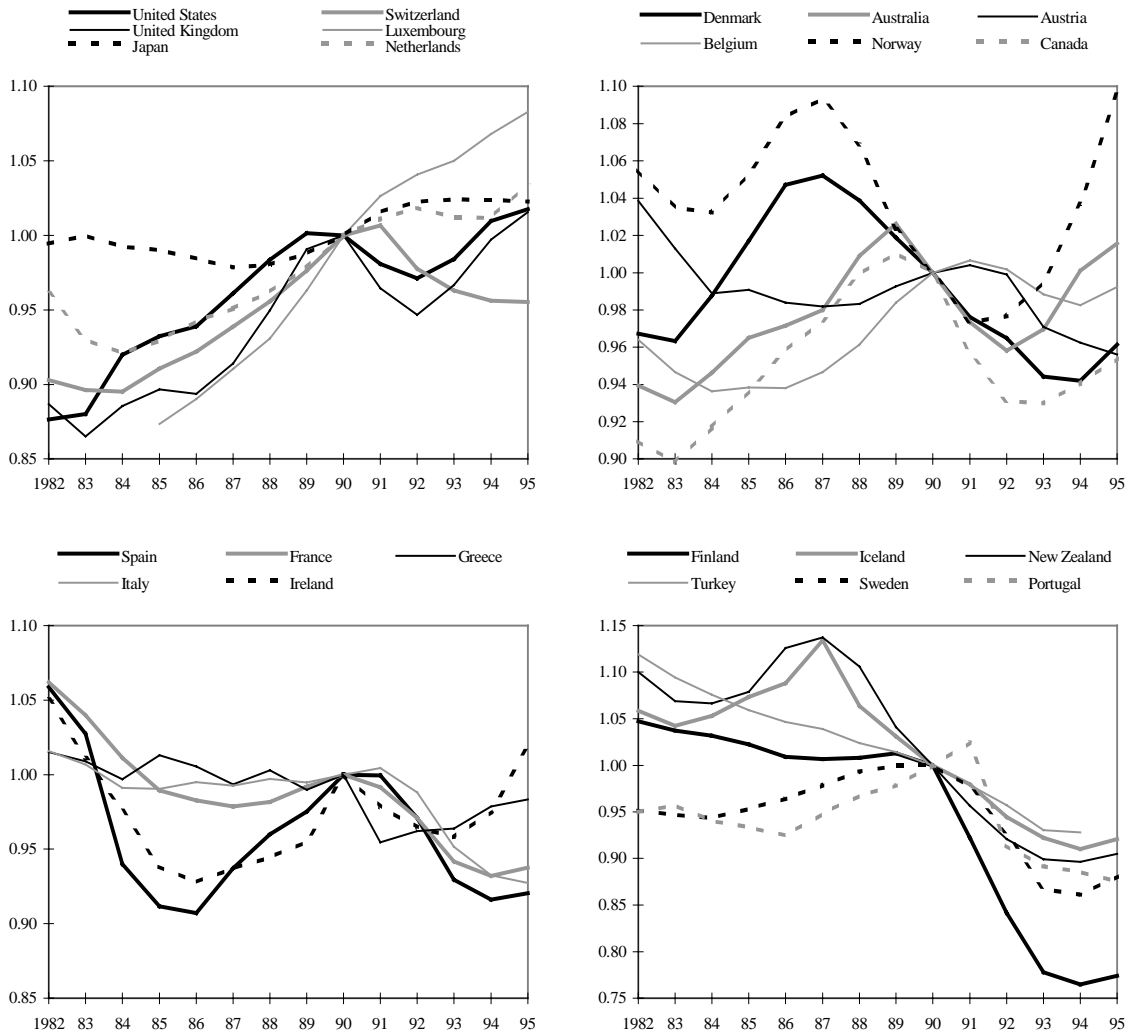 United States Switzerland
United Kingdom Luxembourg
Japan Netherlands
1.10
1.05
1.00
0.95
0.90
0.85
1982 83 84 85 86 87 88 89 90 91 92 93 94 95
Denmark Australia Austria
Belgium Norway Canada
1.10
1.08
1.06
1.04
1.02
1.00
0.98
0.96
0.94
0.92
0.90
1982 83 84 85 86 87 88 89 90 91 92 93 94 95
Spain France Greece
Italy Ireland
1.10
1.05
1.00
0.95
0.90
0.85
1982 83 84 85 86 87 88 89 90 91 92 93 94 95
Finland Iceland New Zealand
Turkey Sweden Portugal
1.15
1.10
1.05
1.00
0.95
0.90
0.85
0.80
0.75
1982 83 84 85 86 87 88 89 90 91 92 93 94 95